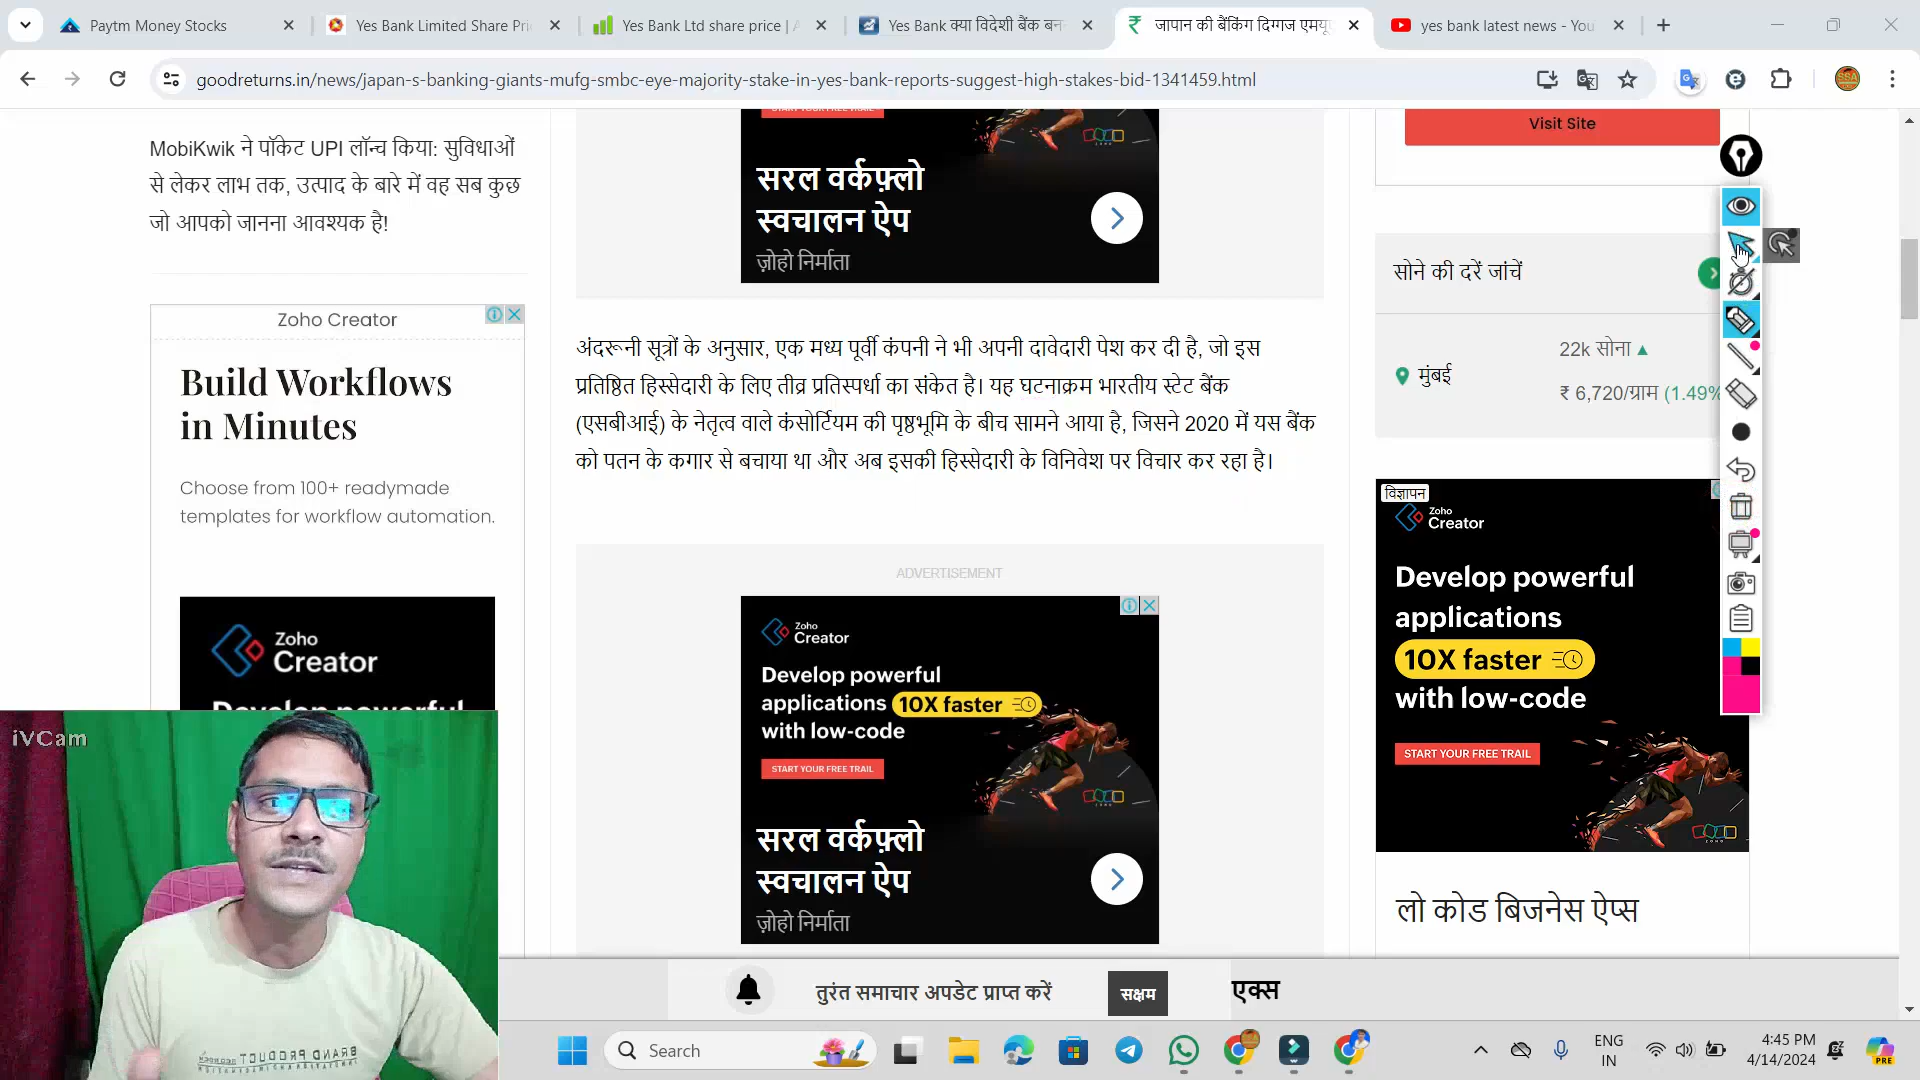 Paytm Money Stocks
Yes Bank Limited Share Pri
Yes Bank Ltd share price | A
Yes Bank क्या विदेशी बैंक बन
जापान की बैंकिंग दिग्गज एमयू
yes bank latest news - You
goodreturns.in/news/japan-s-banking-giants-mufg-smbc-eye-majority-stake-in-yes-bank-reports-suggest-high-stakes-bid-1341459.html
MobiKwik ने पॉकेट UPI लॉन्च किया: सुविधाओं
से लेकर लाभ तक, उत्पाद के बारे में वह सब कुछ
जो आपको जानना आवश्यक है!
Zoho Creator
Build Workflows
in Minutes
Choose from 100+ readymade
templates for workflow automation.
Zoho
Creator
iVCam
BRAND PRODUCT
सरल वर्कफ़्लो
स्वचालन ऐप
ज़ोहो निर्माता
अंदरूनी सूत्रों के अनुसार, एक मध्य पूर्वी कंपनी ने भी अपनी दावेदारी पेश कर दी है, जो इस
प्रतिष्ठित हिस्सेदारी के लिए तीव्र प्रतिस्पर्धा का संकेत है। यह घटनाक्रम भारतीय स्टेट बैंक
(एसबीआई) के नेतृत्व वाले कंसोर्टियम की पृष्ठभूमि के बीच सामने आया है, जिसने 2020 में यस बैंक
को पतन के कगार से बचाया था और अब इसकी हिस्सेदारी के विनिवेश पर विचार कर रहा है।
ADVERTISEMENT
Zoho
Creator
Develop powerful
applications 10X faster
with low-code
START YOUR FREE TRAIL
सरल वर्कफ़्लो
स्वचालन ऐप
ज़ोहो निर्माता
Visit Site
सोने की दरें जांचें
मुंबई
22k सोना
₹ 6,720/ग्राम (1.49%
विज्ञापन
Zoho
Creator
Develop powerful
applications
10X faster
with low-code
START YOUR FREE TRAIL
लो कोड बिजनेस ऐप्स
तुरंत समाचार अपडेट प्राप्त करें
सक्षम
एक्स
Search
ENG
IN
4:45 PM
4/14/2024
PRE